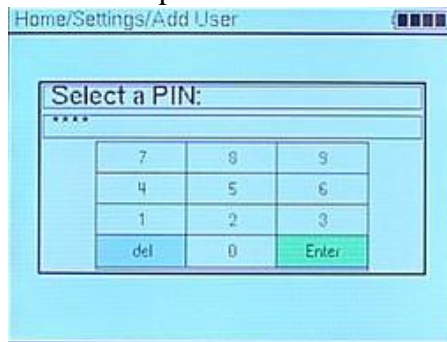 Home/Settings/Add User
Select a PIN:
****
7 8 9
4 5 6
1 2 3
del 0 Enter